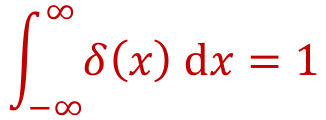 ∫_{-∞}^{∞} δ(x) dx = 1